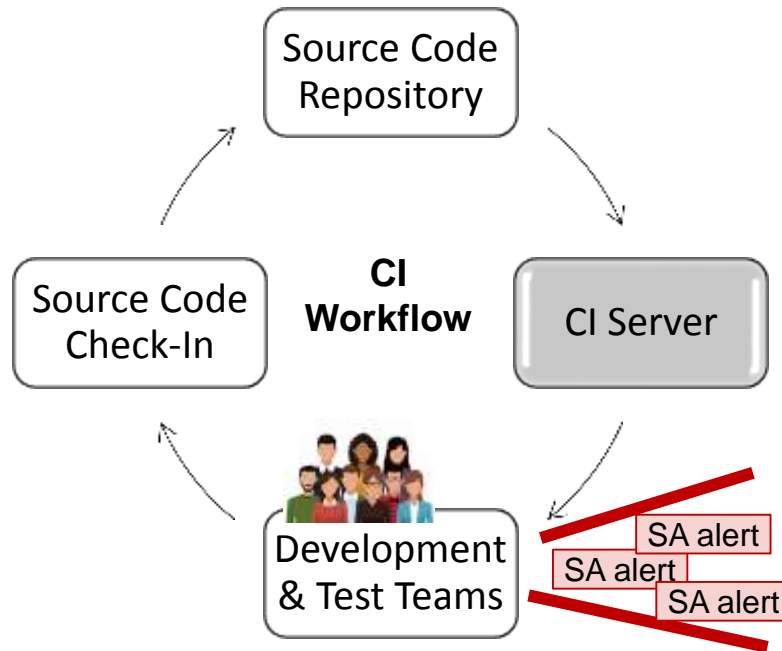 Source Code
Repository
CI
Workflow
Source Code
Check-In
CI Server
Development
& Test Teams
SA alert
SA alert
SA alert